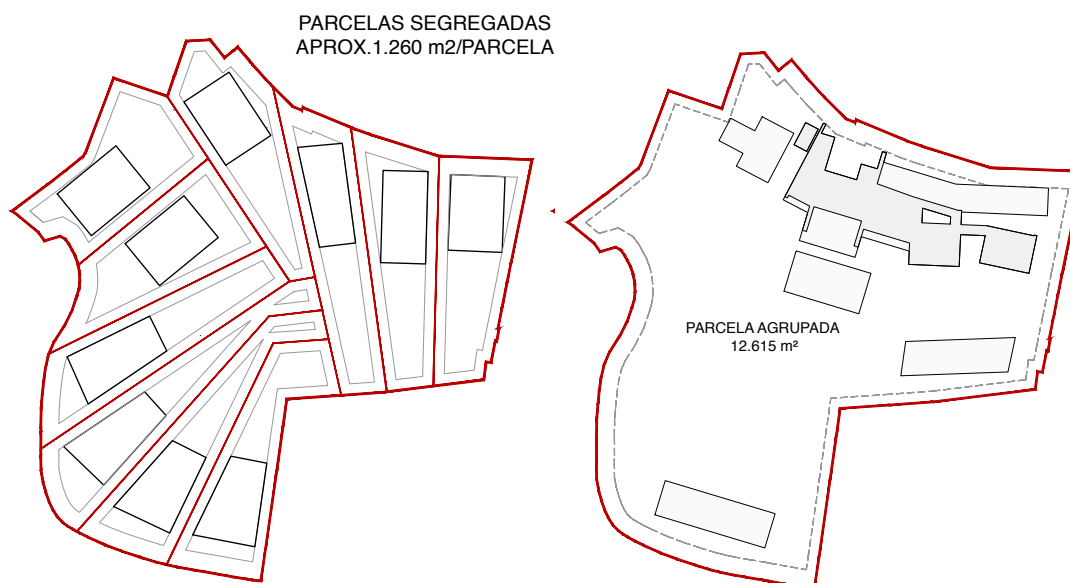 PARCELAS SEGREGADAS
APROX.1.260 m2/PARCELA
PARCELA AGRUPADA
12.615 m²